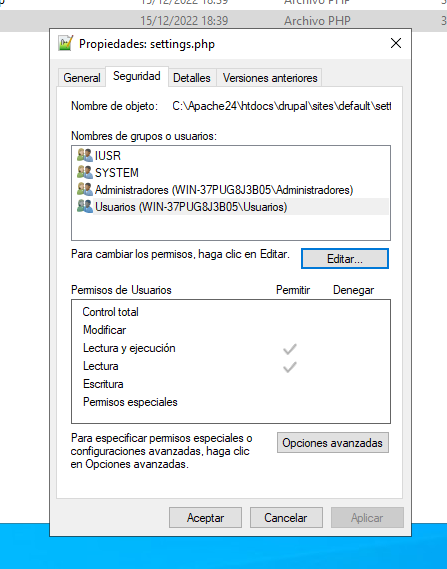 15/12/2022 18:39 Archivo PHP
15/12/2022 18:39 Archivo PHP
Propiedades: settings.php
General Seguridad Detalles Versiones anteriores
Nombre de objeto: C:\Apache24\htdocs\drupal\sites\default\sett
Nombres de grupos o usuarios:
IUSR
SYSTEM
Administradores (WIN-37PUG8J3B05\Administradores)
Usuarios (WIN-37PUG8J3B05\Usuarios)
Para cambiar los permisos, haga clic en Editar.
Editar...
Permisos de Usuarios Permitir Denegar
Control total
Modificar
Lectura y ejecución
Lectura
Escritura
Permisos especiales
Para especificar permisos especiales o
configuraciones avanzadas, haga clic
en Opciones avanzadas.
Opciones avanzadas
Aceptar Cancelar Aplicar